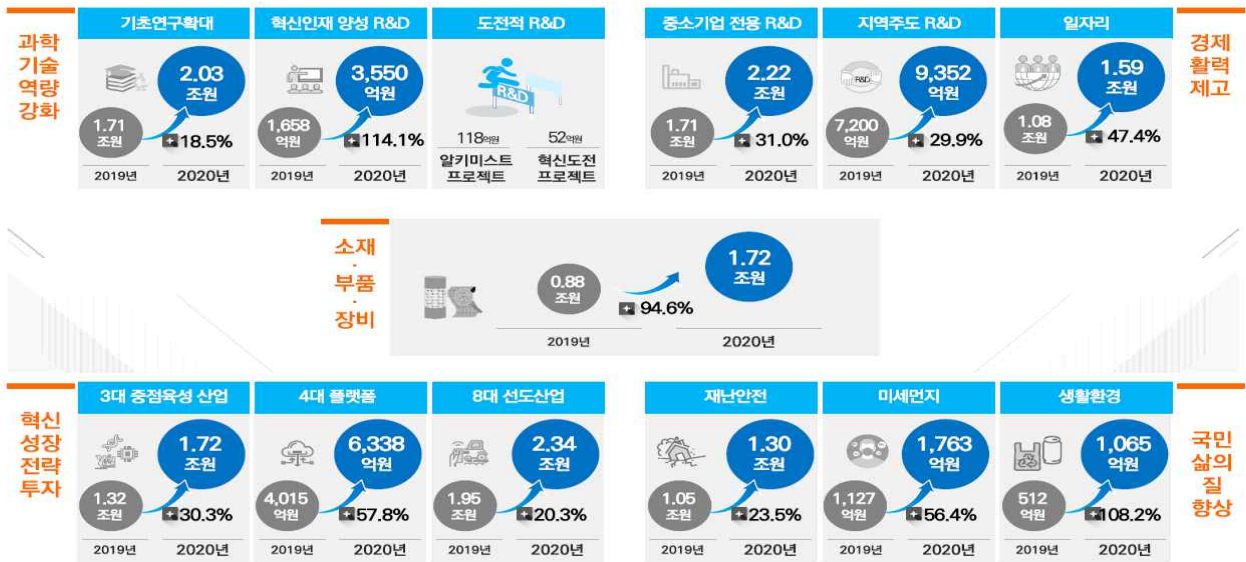 과학
기술
역량
강화
기초연구확대
2.03
조원
1.71
조원
+18.5%
2019년
2020년
혁신인재 양성 R&D
3,550
억원
1,658
억원
+114.1%
2019년
2020년
도전적 R&D
R&D
118억원
52억원
알키미스트
프로젝트
혁신도전
프로젝트
중소기업 전용 R&D
2.22
조원
1.71
조원
+31.0%
2019년
2020년
지역주도 R&D
R&D
9,352
억원
7,200
억원
+29.9%
2019년
2020년
일자리
1.59
조원
1.08
조원
+47.4%
2019년
2020년
경제
활력
제고
소재
·
부품
·
장비
0.88
조원
1.72
조원
+94.6%
2019년
2020년
혁신
성장
전략
투자
3대 중점육성 산업
1.72
조원
1.32
조원
+30.3%
2019년
2020년
4대 플랫폼
6,338
억원
4,015
억원
+57.8%
2019년
2020년
8대 선도산업
2.34
조원
1.95
조원
+20.3%
2019년
2020년
재난안전
1.30
조원
1.05
조원
+23.5%
2019년
2020년
미세먼지
1,763
억원
1,127
억원
+56.4%
2019년
2020년
생활환경
1,065
억원
512
억원
+108.2%
2019년
2020년
국민
삶의
질
향상